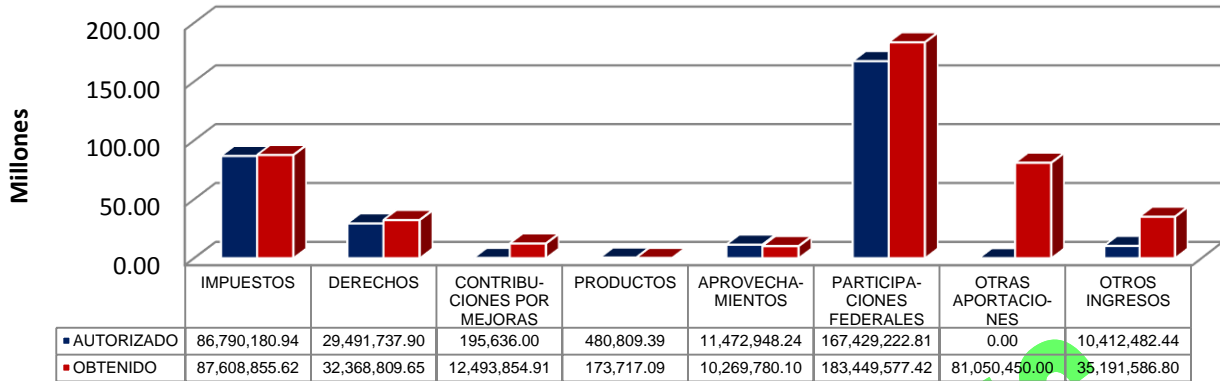 200.00
150.00
100.00
50.00
0.00
Millones
IMPUESTOS DERECHOS CONTRIBU-CIONES POR MEJORAS PRODUCTOS APROVECHA-MIENTOS PARTICIPA-CIONES FEDERALES OTRAS APORTACIO-NES OTROS INGRESOS
AUTORIZADO 86,790,180.94 29,491,737.90 195,636.00 480,809.39 11,472,948.24 167,429,222.81 0.00 10,412,482.44
OBTENIDO 87,608,855.62 32,368,809.65 12,493,854.91 173,717.09 10,269,780.10 183,449,577.42 81,050,450.00 35,191,586.80